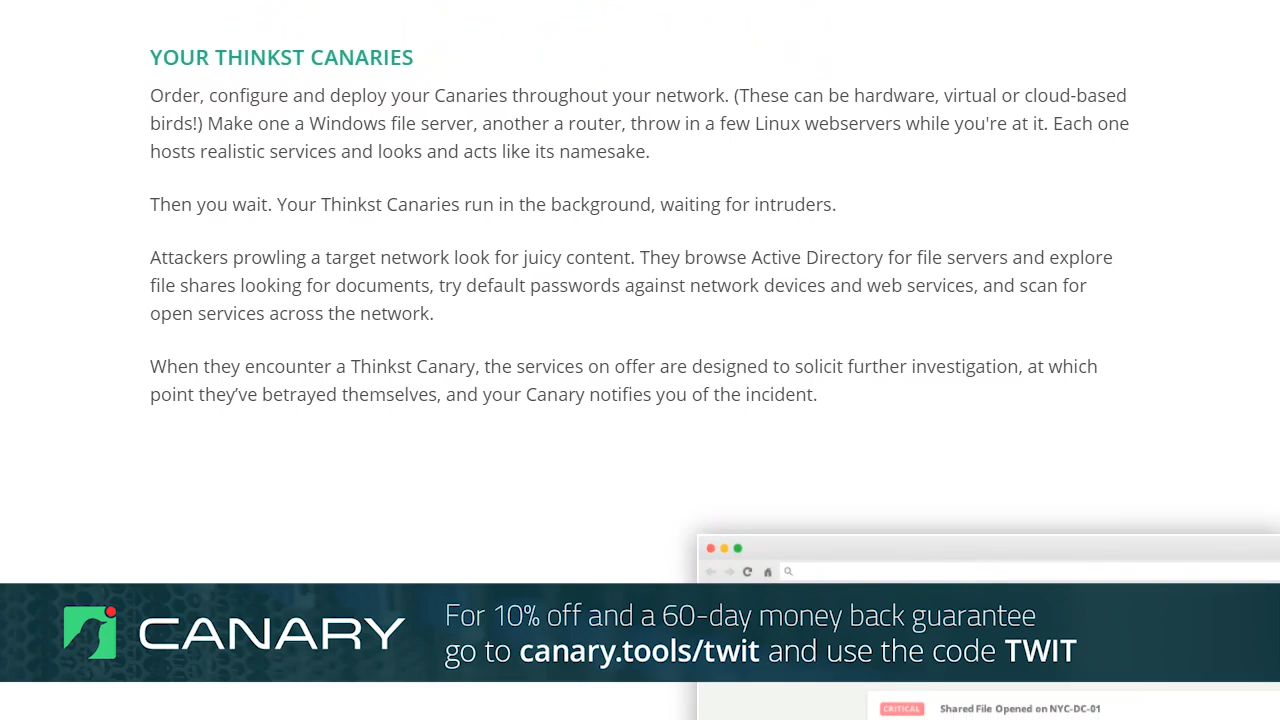 YOUR THINKST CANARIES
Order, configure and deploy your Canaries throughout your network. (These can be hardware, virtual or cloud-based
birds!) Make one a Windows file server, another a router, throw in a few Linux webservers while you're at it. Each one
hosts realistic services and looks and acts like its namesake.
Then you wait. Your Thinkst Canaries run in the background, waiting for intruders.
Attackers prowling a target network look for juicy content. They browse Active Directory for file servers and explore
file shares looking for documents, try default passwords against network devices and web services, and scan for
open services across the network.
When they encounter a Thinkst Canary, the services on offer are designed to solicit further investigation, at which
point they’ve betrayed themselves, and your Canary notifies you of the incident.
CANARY
For 10% off and a 60-day money back guarantee
go to canary.tools/twit and use the code TWIT
CRITICAL Shared File Opened on NYC-DC-01